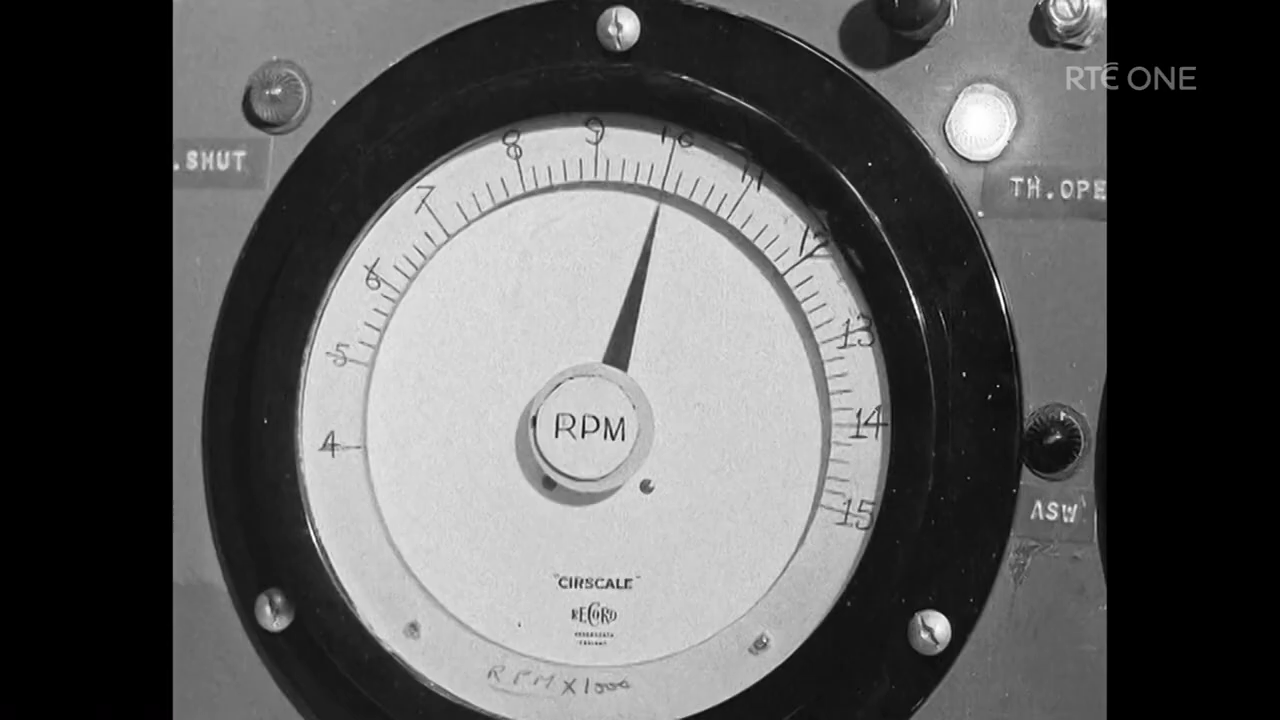 RTÉ ONE
.SHUT
TH.OPE
4
5
6
7
8
9
10
11
12
13
14
15
RPM
ASW
"CIRSCALE"
RECORD
RPM X1000